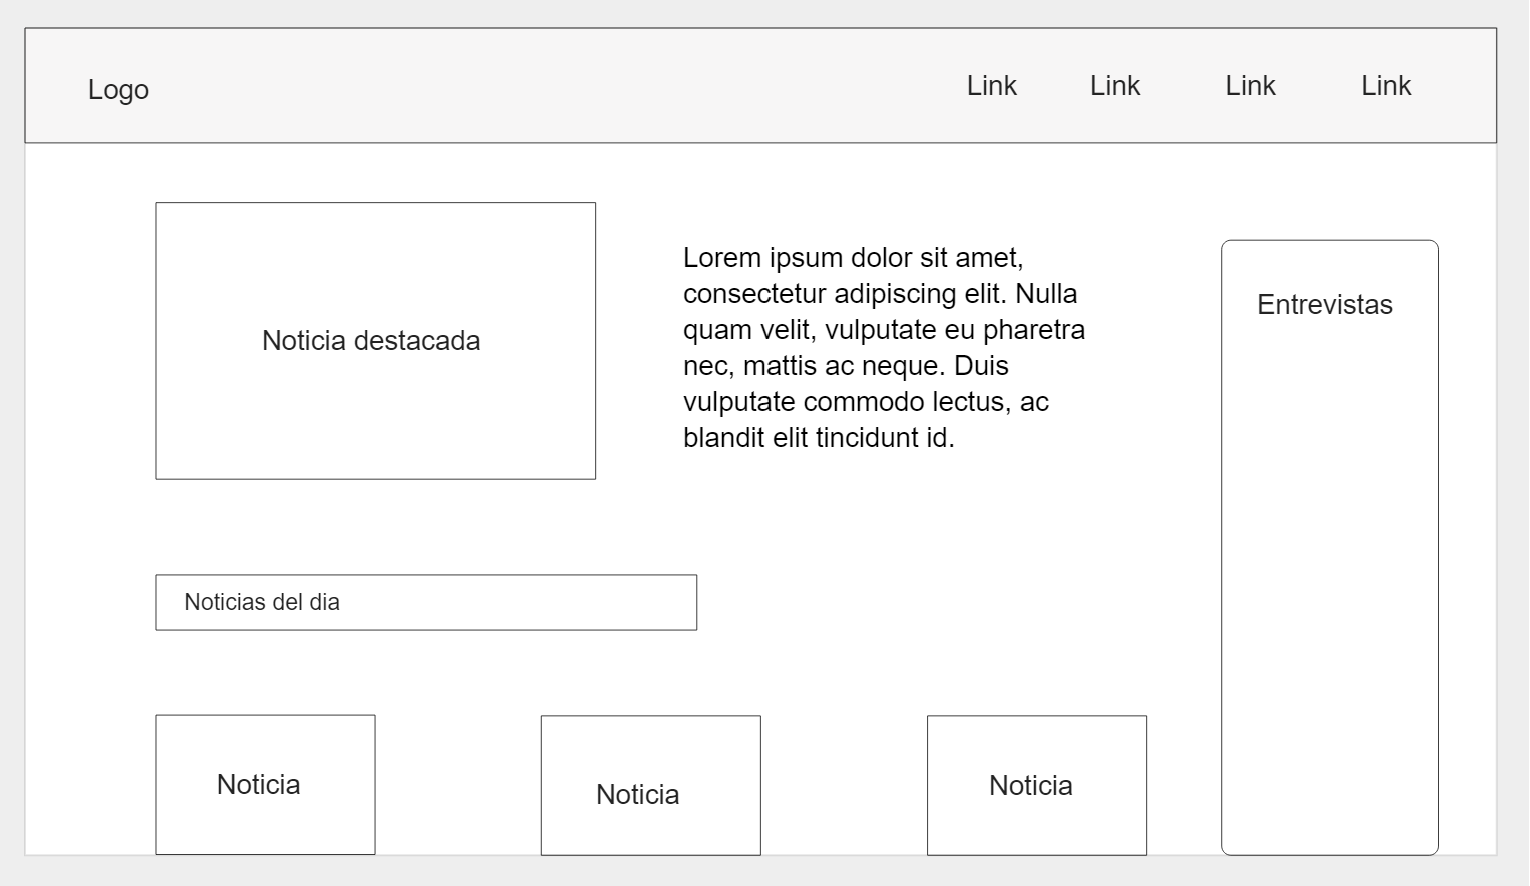 Logo
Link
Link
Link
Link
Noticia destacada
Lorem ipsum dolor sit amet,
consectetur adipiscing elit. Nulla
quam velit, vulputate eu pharetra
nec, mattis ac neque. Duis
vulputate commodo lectus, ac
blandit elit tincidunt id.
Entrevistas
Noticias del dia
Noticia
Noticia
Noticia